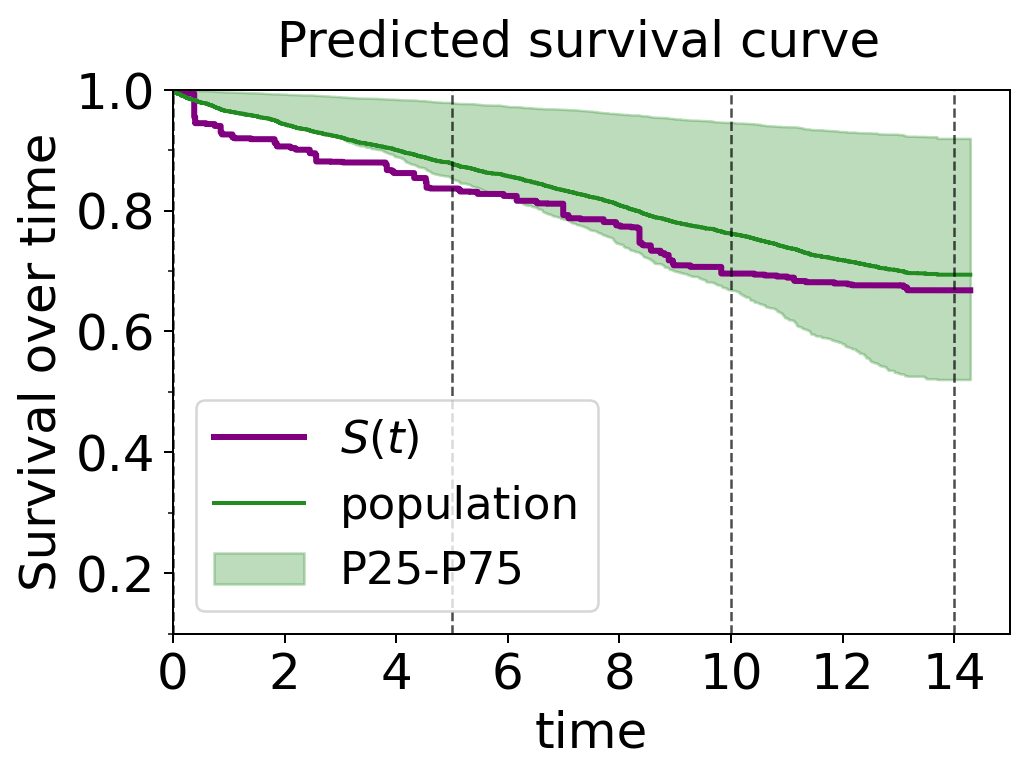 Predicted survival curve
Survival over time
1.0
0.8
0.6
0.4
0.2
S(t)
population
P25-P75
0 2 4 6 8 10 12 14
time